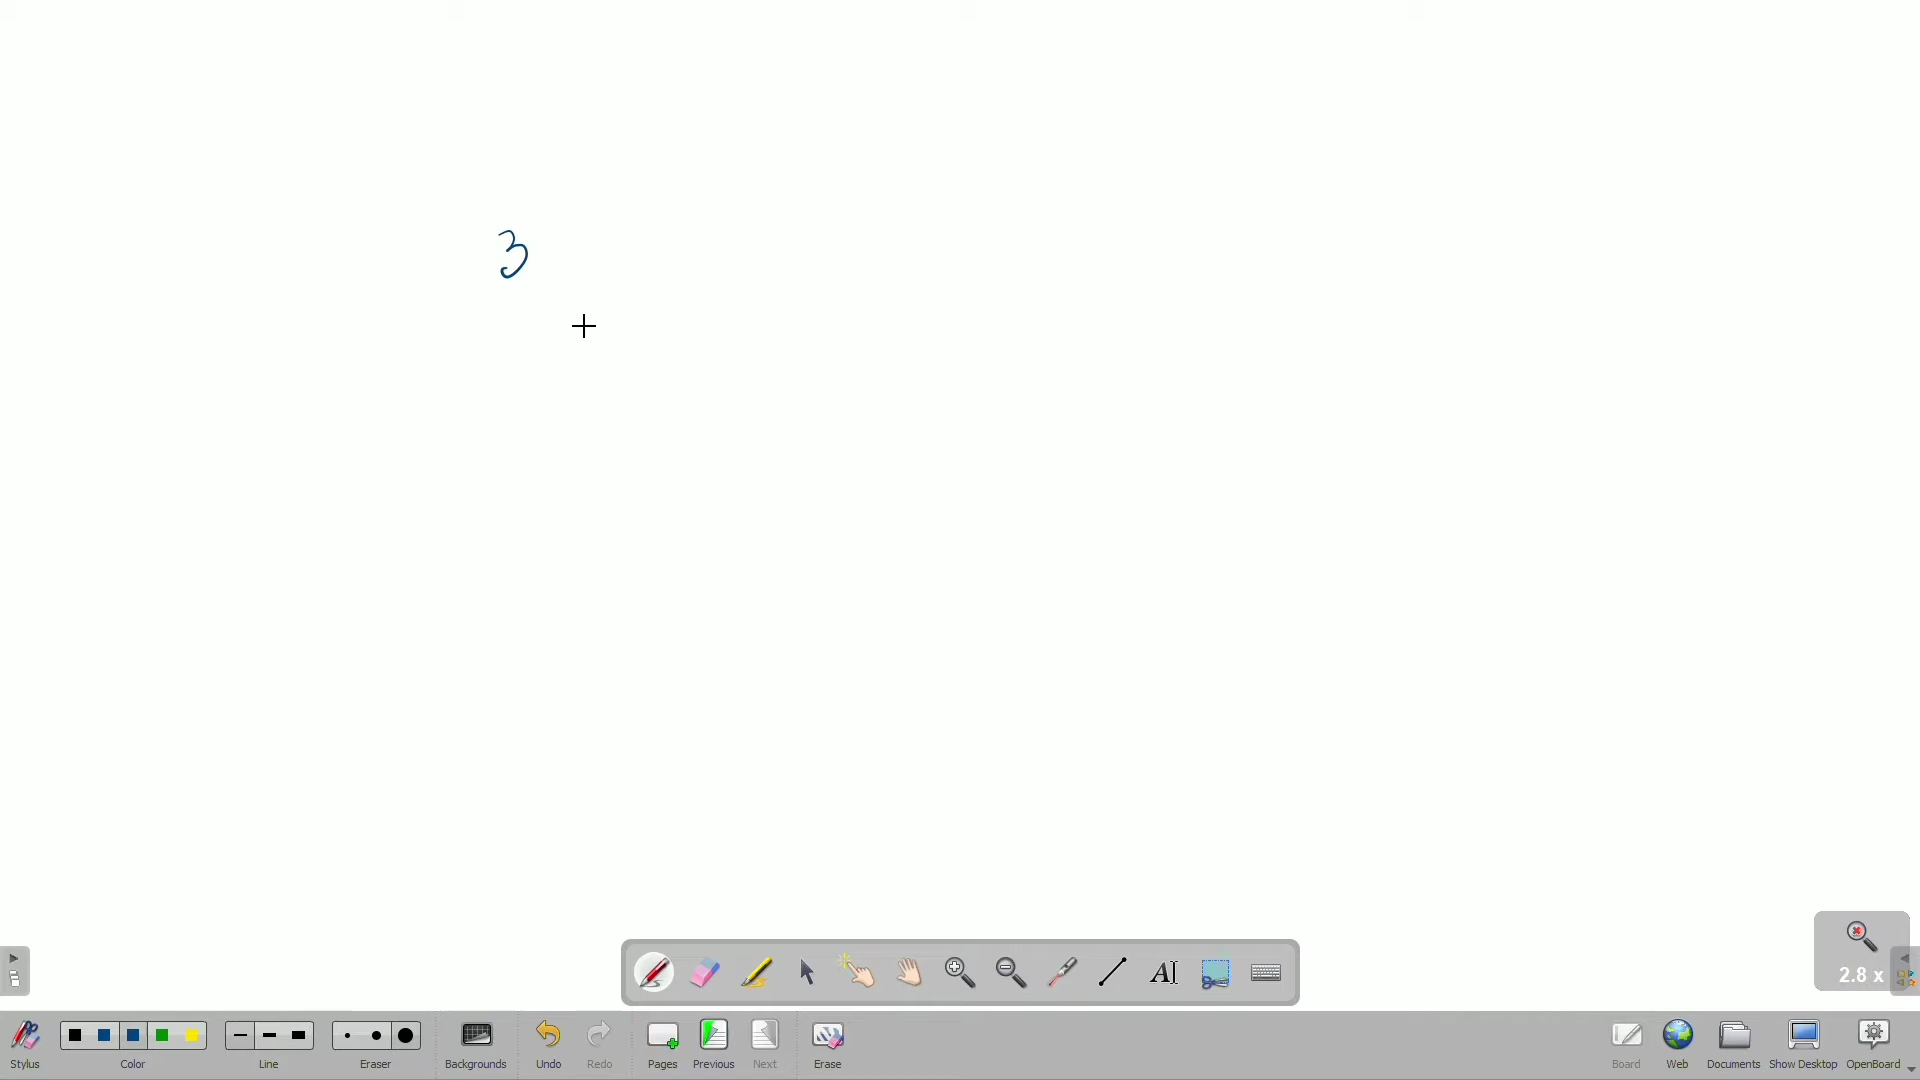 3
2.8 x
Stylus
Color
Line
Eraser
Backgrounds
Undo
Redo
Pages
Previous
Next
Erase
Board
Web
Documents
Show Desktop
OpenBoard